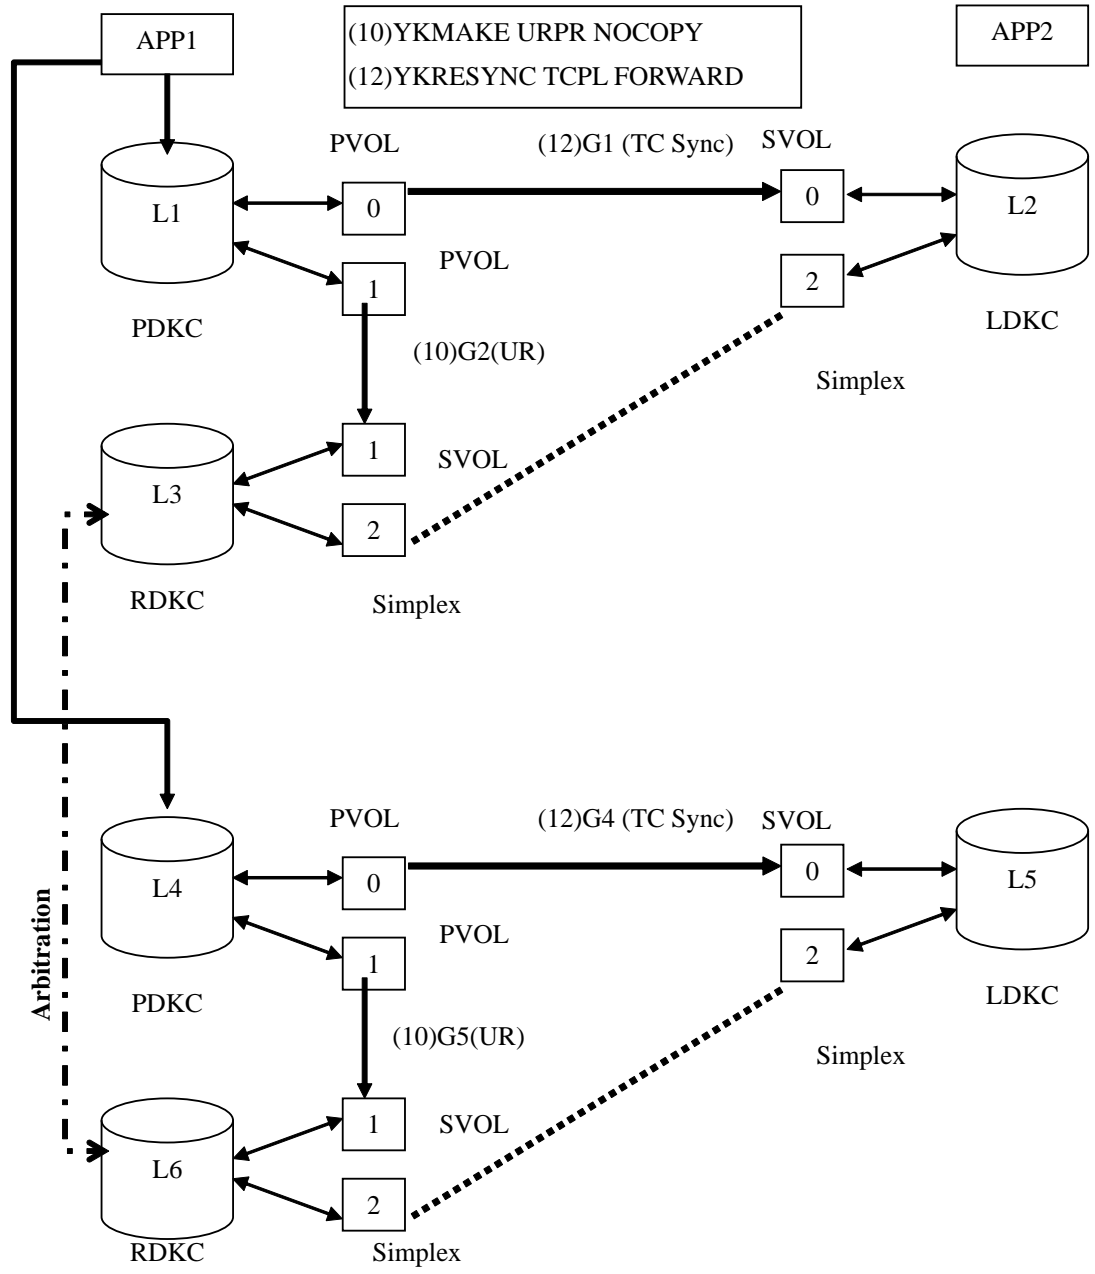 APP1
(10)YKMAKE URPR NOCOPY
(12)YKRESYNC TCPL FORWARD
APP2
PVOL
(12)G1 (TC Sync)
SVOL
L1
0
0
L2
PVOL
1
2
PDKC
LDKC
(10)G2(UR)
Simplex
1
SVOL
L3
2
RDKC
Simplex
PVOL
(12)G4 (TC Sync)
SVOL
L4
0
0
L5
Arbitration
PVOL
1
2
PDKC
LDKC
(10)G5(UR)
Simplex
1
SVOL
L6
2
RDKC
Simplex